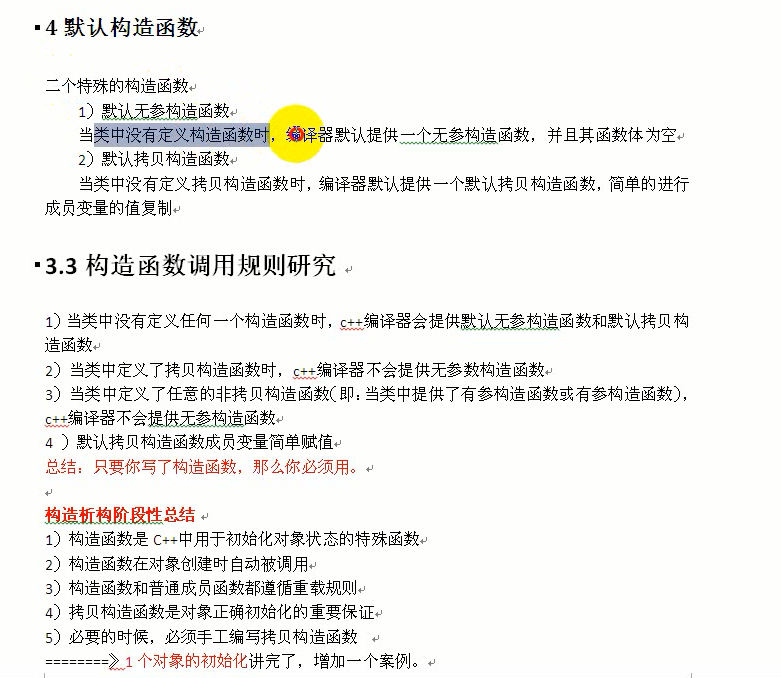 4 默认构造函数
二个特殊的构造函数
1）默认无参构造函数
当类中没有定义构造函数时，编译器默认提供一个无参构造函数，并且其函数体为空
2）默认拷贝构造函数
当类中没有定义拷贝构造函数时，编译器默认提供一个默认拷贝构造函数，简单的进行
成员变量的值复制
3.3 构造函数调用规则研究
1）当类中没有定义任何一个构造函数时，c++编译器会提供默认无参构造函数和默认拷贝构
造函数
2）当类中定义了拷贝构造函数时，c++编译器不会提供无参数构造函数
3）当类中定义了任意的非拷贝构造函数（即：当类中提供了有参构造函数或有参构造函数），
c++编译器不会提供无参构造函数
4 ）默认拷贝构造函数成员变量简单赋值
总结：只要你写了构造函数，那么你必须用。
构造析构阶段性总结
1）构造函数是 C++中用于初始化对象状态的特殊函数
2）构造函数在对象创建时自动被调用
3）构造函数和普通成员函数都遵循重载规则
4）拷贝构造函数是对象正确初始化的重要保证
5）必要的时候，必须手工编写拷贝构造函数
========》1 个对象的初始化讲完了，增加一个案例。